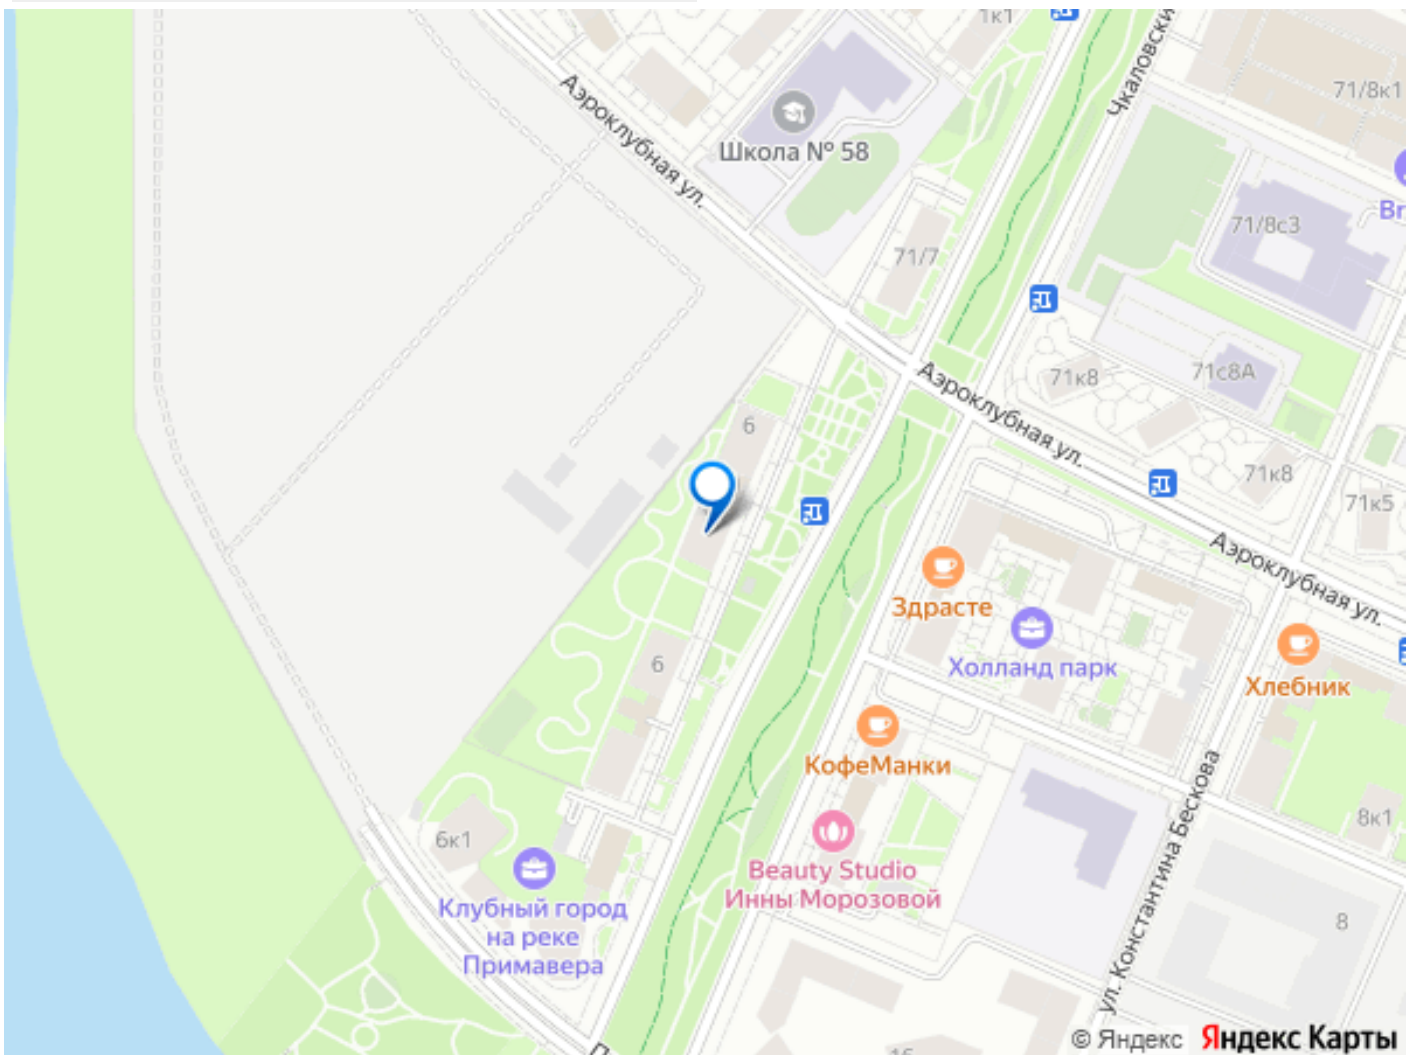 1к1
Чкаловски
71/8к1
Аэроклубная ул.
Школа № 58
Br
71/8с3
71/7
71к8
71с8А
Аэроклубная ул.
6
71к8
71к5
Аэроклубная ул.
Здрасте
Холланд парк
6
Хлебник
КофеМанки
ул. Константина Бескова
8к1
6к1
Beauty Studio
Инны Морозовой
Клубный город
на реке
Примавера
8
© Яндекс Яндекс Карты